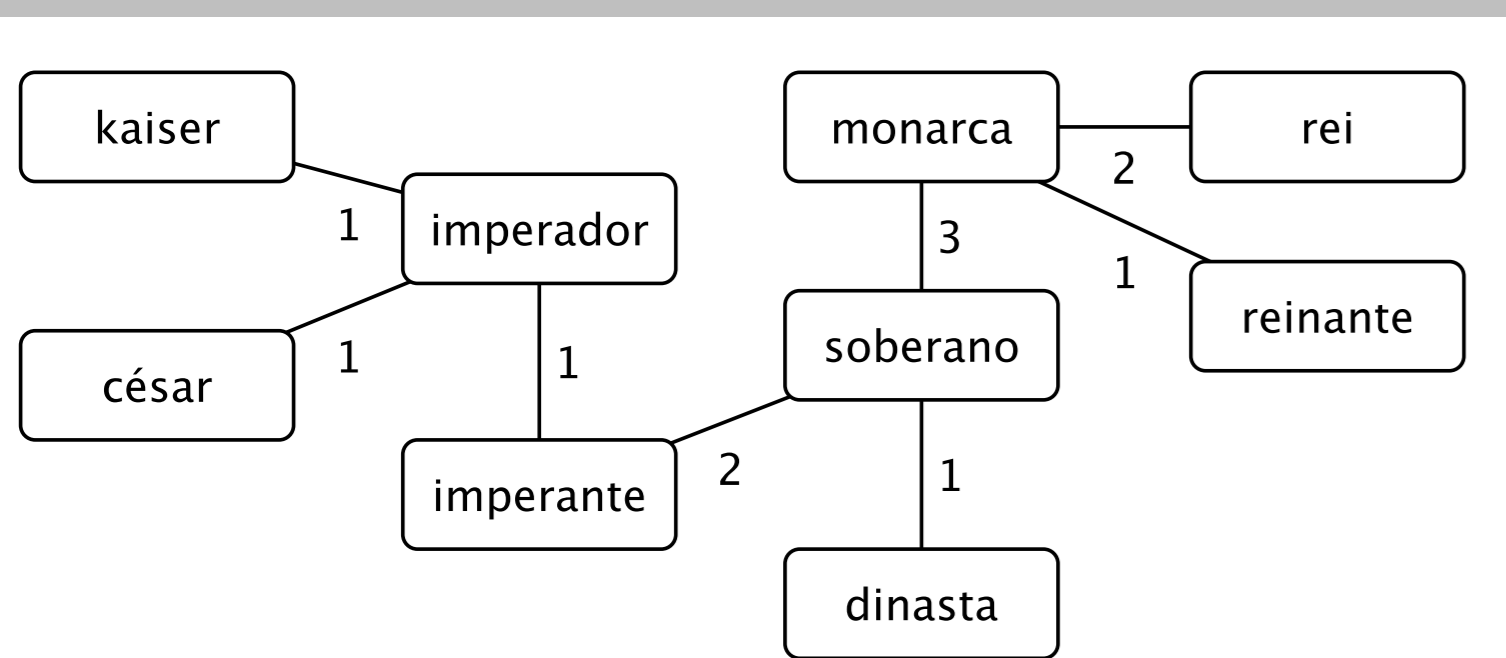 kaiser
monarca
rei
2
1
imperador
3
1
reinante
soberano
césar
1
1
imperante
2
1
dinasta